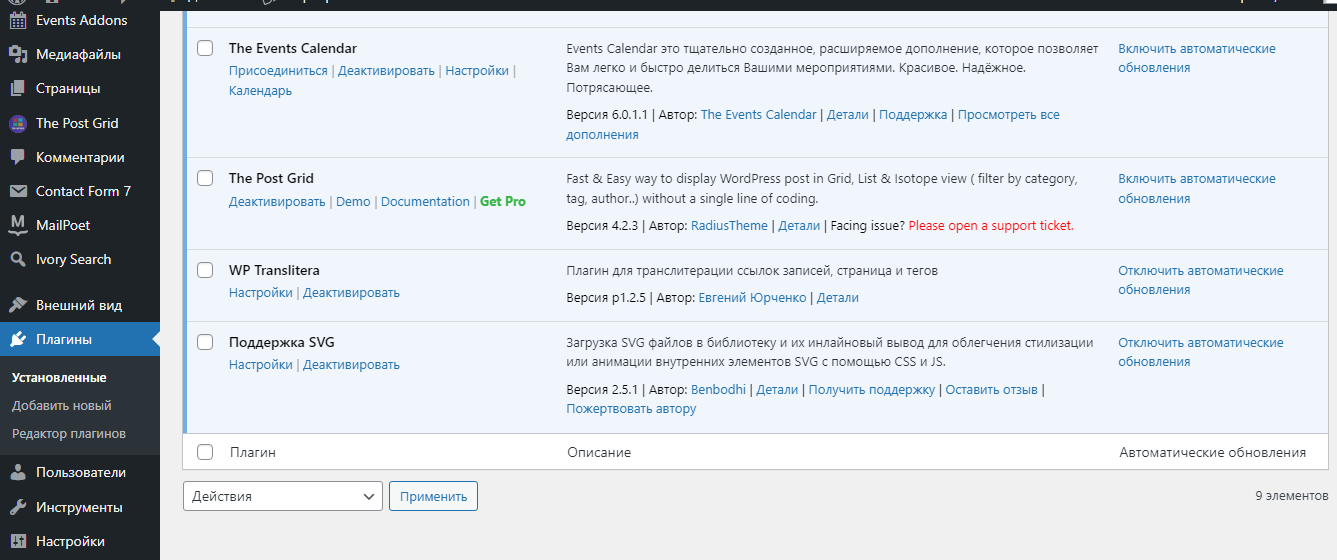 Events Addons
Медиафайлы
Страницы
The Post Grid
Комментарии
Contact Form 7
MailPoet
Ivory Search
Внешний вид
Плагины
Установленные
Добавить новый
Редактор плагинов
Пользователи
Инструменты
Настройки
The Events Calendar
Присоединиться | Деактивировать | Настройки |
Календарь
Events Calendar это тщательно созданное, расширяемое дополнение, которое позволяет
Вам легко и быстро делиться Вашими мероприятиями. Красивое. Надёжное.
Потрясающее.
Версия 6.0.1.1 | Автор: The Events Calendar | Детали | Поддержка | Просмотреть все
дополнения
Включить автоматические
обновления
The Post Grid
Деактивировать | Demo | Documentation | Get Pro
Fast & Easy way to display WordPress post in Grid, List & Isotope view ( filter by category,
tag, author..) without a single line of coding.
Версия 4.2.3 | Автор: RadiusTheme | Детали | Facing issue? Please open a support ticket.
Включить автоматические
обновления
WP Translitera
Настройки | Деактивировать
Плагин для транслитерации ссылок записей, страница и тегов
Версия p1.2.5 | Автор: Евгений Юрченко | Детали
Отключить автоматические
обновления
Поддержка SVG
Настройки | Деактивировать
Загрузка SVG файлов в библиотеку и их инлайновый вывод для облегчения стилизации
или анимации внутренних элементов SVG с помощью CSS и JS.
Версия 2.5.1 | Автор: Benbodhi | Детали | Получить поддержку | Оставить отзыв |
Пожертвовать автору
Отключить автоматические
обновления
Плагин
Описание
Автоматические обновления
Действия
Применить
9 элементов